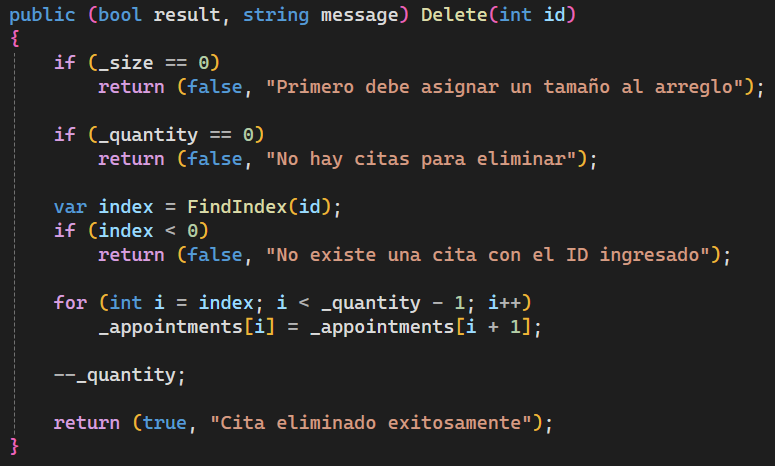 public (bool result, string message) Delete(int id)
{
    if (_size == 0)
        return (false, "Primero debe asignar un tamaño al arreglo");

    if (_quantity == 0)
        return (false, "No hay citas para eliminar");

    var index = FindIndex(id);
    if (index < 0)
        return (false, "No existe una cita con el ID ingresado");

    for (int i = index; i < _quantity - 1; i++)
        _appointments[i] = _appointments[i + 1];

    --_quantity;

    return (true, "Cita eliminado exitosamente");
}